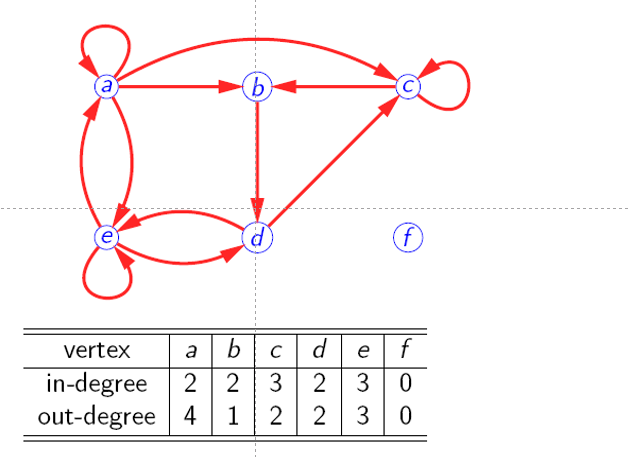 a b c
e d f
vertex a b c d e f
in-degree 2 2 3 2 3 0
out-degree 4 1 2 2 3 0